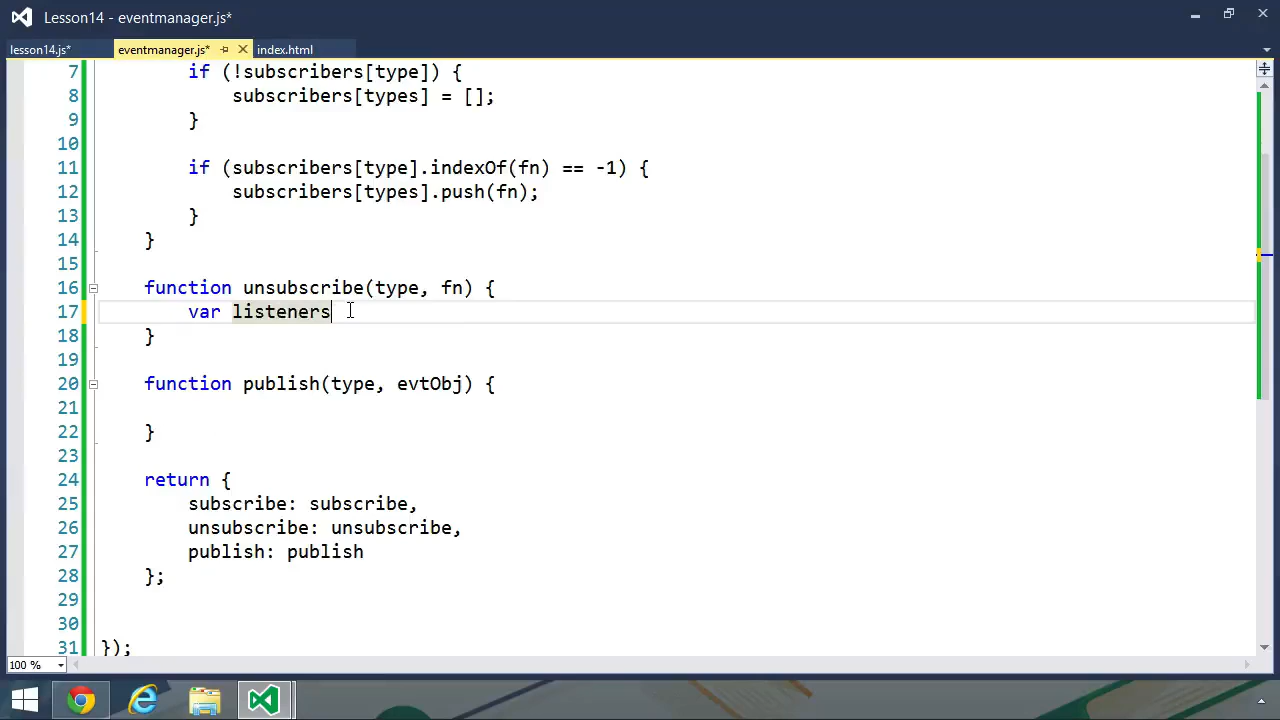 Lesson14 - eventmanager.js*
lesson14.js*
eventmanager.js*
index.html
7 if (!subscribers[type]) {
8 subscribers[types] = [];
9 }
10
11 if (subscribers[type].indexOf(fn) == -1) {
12 subscribers[types].push(fn);
13 }
14 }
15
16 function unsubscribe(type, fn) {
17 var listeners
18 }
19
20 function publish(type, evtObj) {
21
22 }
23
24 return {
25 subscribe: subscribe,
26 unsubscribe: unsubscribe,
27 publish: publish
28 };
29
30
31 });
100 %